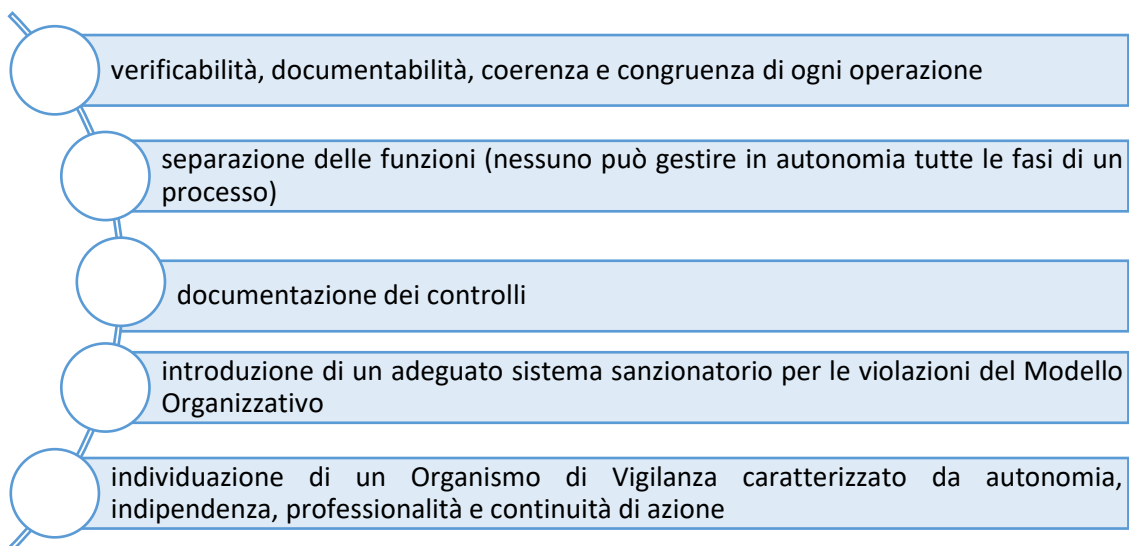 verificabilità, documentabilità, coerenza e congruenza di ogni operazione
separazione delle funzioni (nessuno può gestire in autonomia tutte le fasi di un
processo)
documentazione dei controlli
introduzione di un adeguato sistema sanzionatorio per le violazioni del Modello
Organizzativo
individuazione di un Organismo di Vigilanza caratterizzato da autonomia,
indipendenza, professionalità e continuità di azione